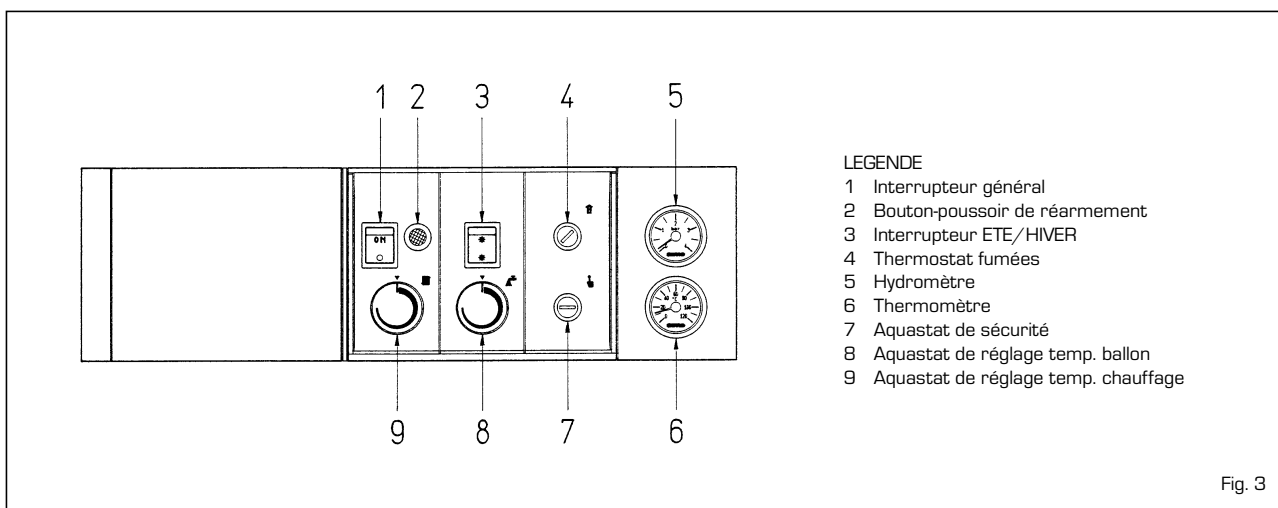 1 2 3 4 5
ON
LEGENDE
1 Interrupteur général
2 Bouton-poussoir de réarmement
3 Interrupteur ETE/HIVER
4 Thermostat fumées
5 Hydromètre
6 Thermomètre
7 Aquastat de sécurité
8 Aquastat de réglage temp. ballon
9 Aquastat de réglage temp. chauffage
9 8 7 6
Fig. 3